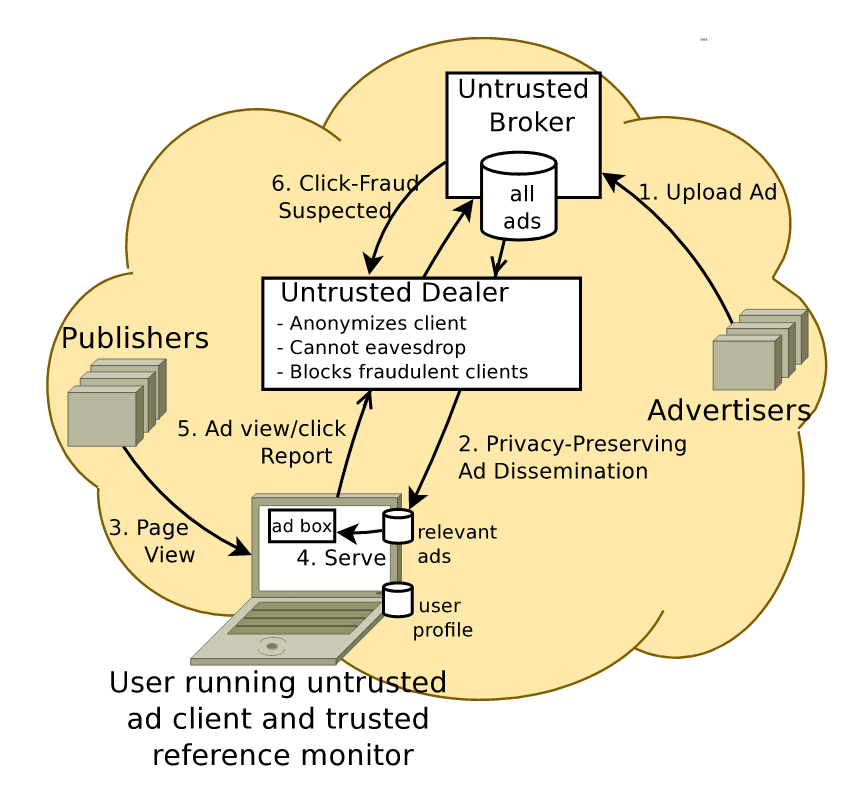 Untrusted
Broker
all
ads
6. Click-Fraud
Suspected
1. Upload Ad
Untrusted Dealer
- Anonymizes client
- Cannot eavesdrop
- Blocks fraudulent clients
Publishers
Advertisers
5. Ad view/click
Report
2. Privacy-Preserving
Ad Dissemination
3. Page
View
ad box
4. Serve
relevant
ads
user
profile
User running untrusted
ad client and trusted
reference monitor